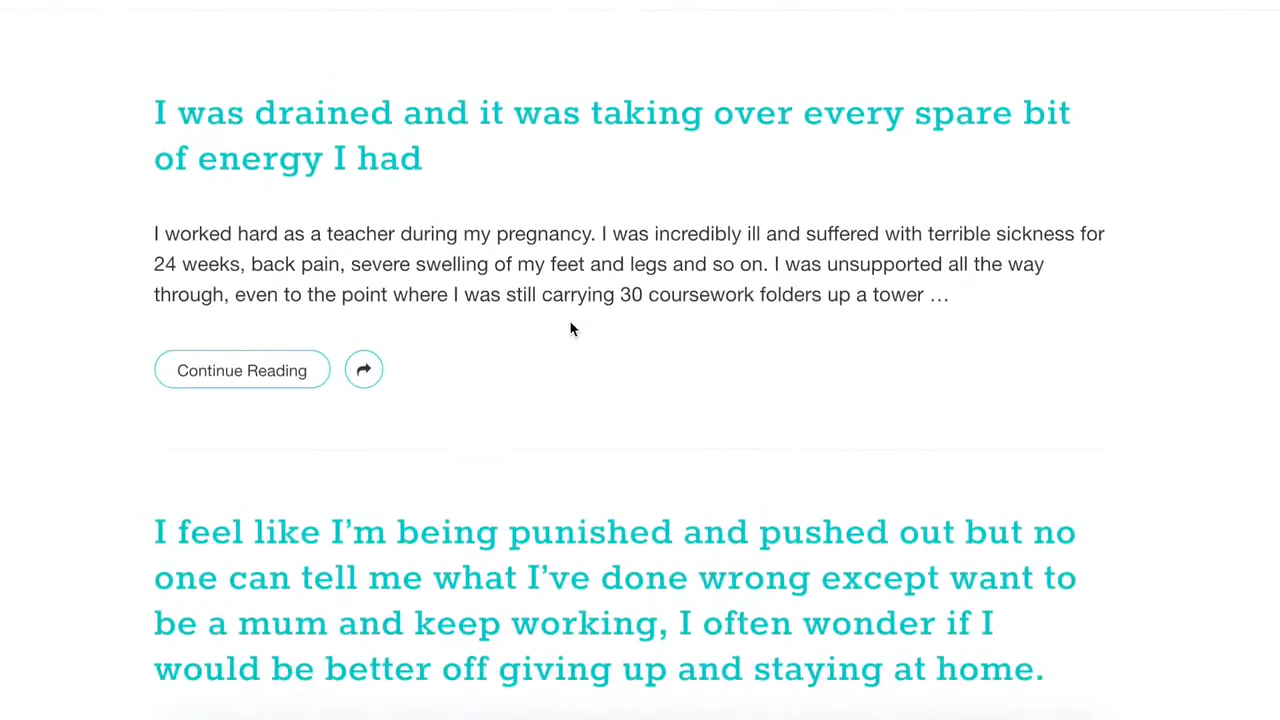 I was drained and it was taking over every spare bit
of energy I had
I worked hard as a teacher during my pregnancy. I was incredibly ill and suffered with terrible sickness for
24 weeks, back pain, severe swelling of my feet and legs and so on. I was unsupported all the way
through, even to the point where I was still carrying 30 coursework folders up a tower …
Continue Reading
I feel like I’m being punished and pushed out but no
one can tell me what I’ve done wrong except want to
be a mum and keep working, I often wonder if I
would be better off giving up and staying at home.